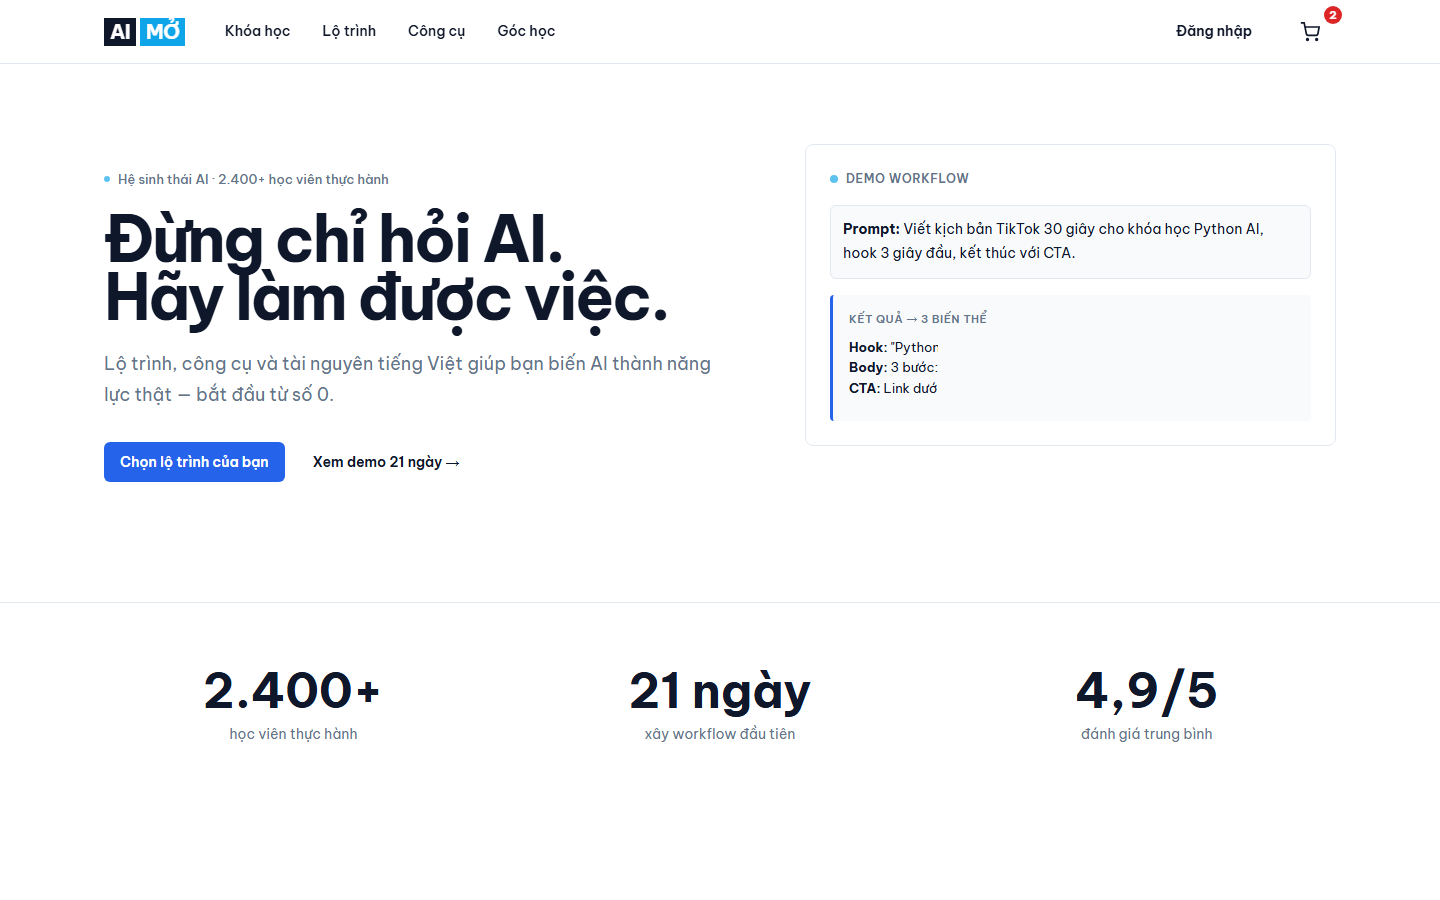 AI MỞ
Khóa học
Lộ trình
Công cụ
Góc học
Đăng nhập
2
Hệ sinh thái AI · 2.400+ học viên thực hành
Đừng chỉ hỏi AI.
Hãy làm được việc.
Lộ trình, công cụ và tài nguyên tiếng Việt giúp bạn biến AI thành năng
lực thật — bắt đầu từ số 0.
Chọn lộ trình của bạn
Xem demo 21 ngày →
DEMO WORKFLOW
Prompt: Viết kịch bản TikTok 30 giây cho khóa học Python AI,
hook 3 giây đầu, kết thúc với CTA.
KẾT QUẢ → 3 BIẾN THỂ
Hook: "Python
Body: 3 bước:
CTA: Link dướ
2.400+
học viên thực hành
21 ngày
xây workflow đầu tiên
4,9/5
đánh giá trung bình